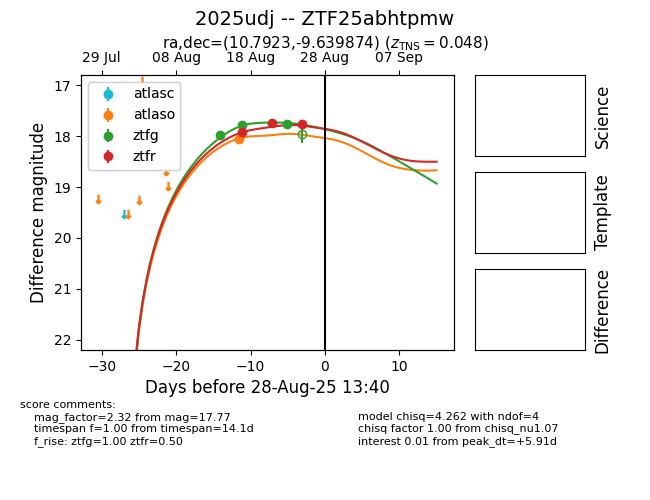 2025udj -- ZTF25abhtpmw
ra,dec=(10.7923,-9.639874) (z_TNS = 0.048)
29 Jul 08 Aug 18 Aug 28 Aug 07 Sep
atlasc
atlaso
ztfg
ztfr
17
18
19
20
21
22
Difference magnitude
−30 −20 −10 0 10
Days before 28-Aug-25 13:40
Science
Template
Difference
score comments:
mag_factor=2.32 from mag=17.77
timespan f=1.00 from timespan=14.1d
f_rise: ztfg=1.00 ztfr=0.50
model chisq=4.262 with ndof=4
chisq factor 1.00 from chisq_nu1.07
interest 0.01 from peak_dt=+5.91d